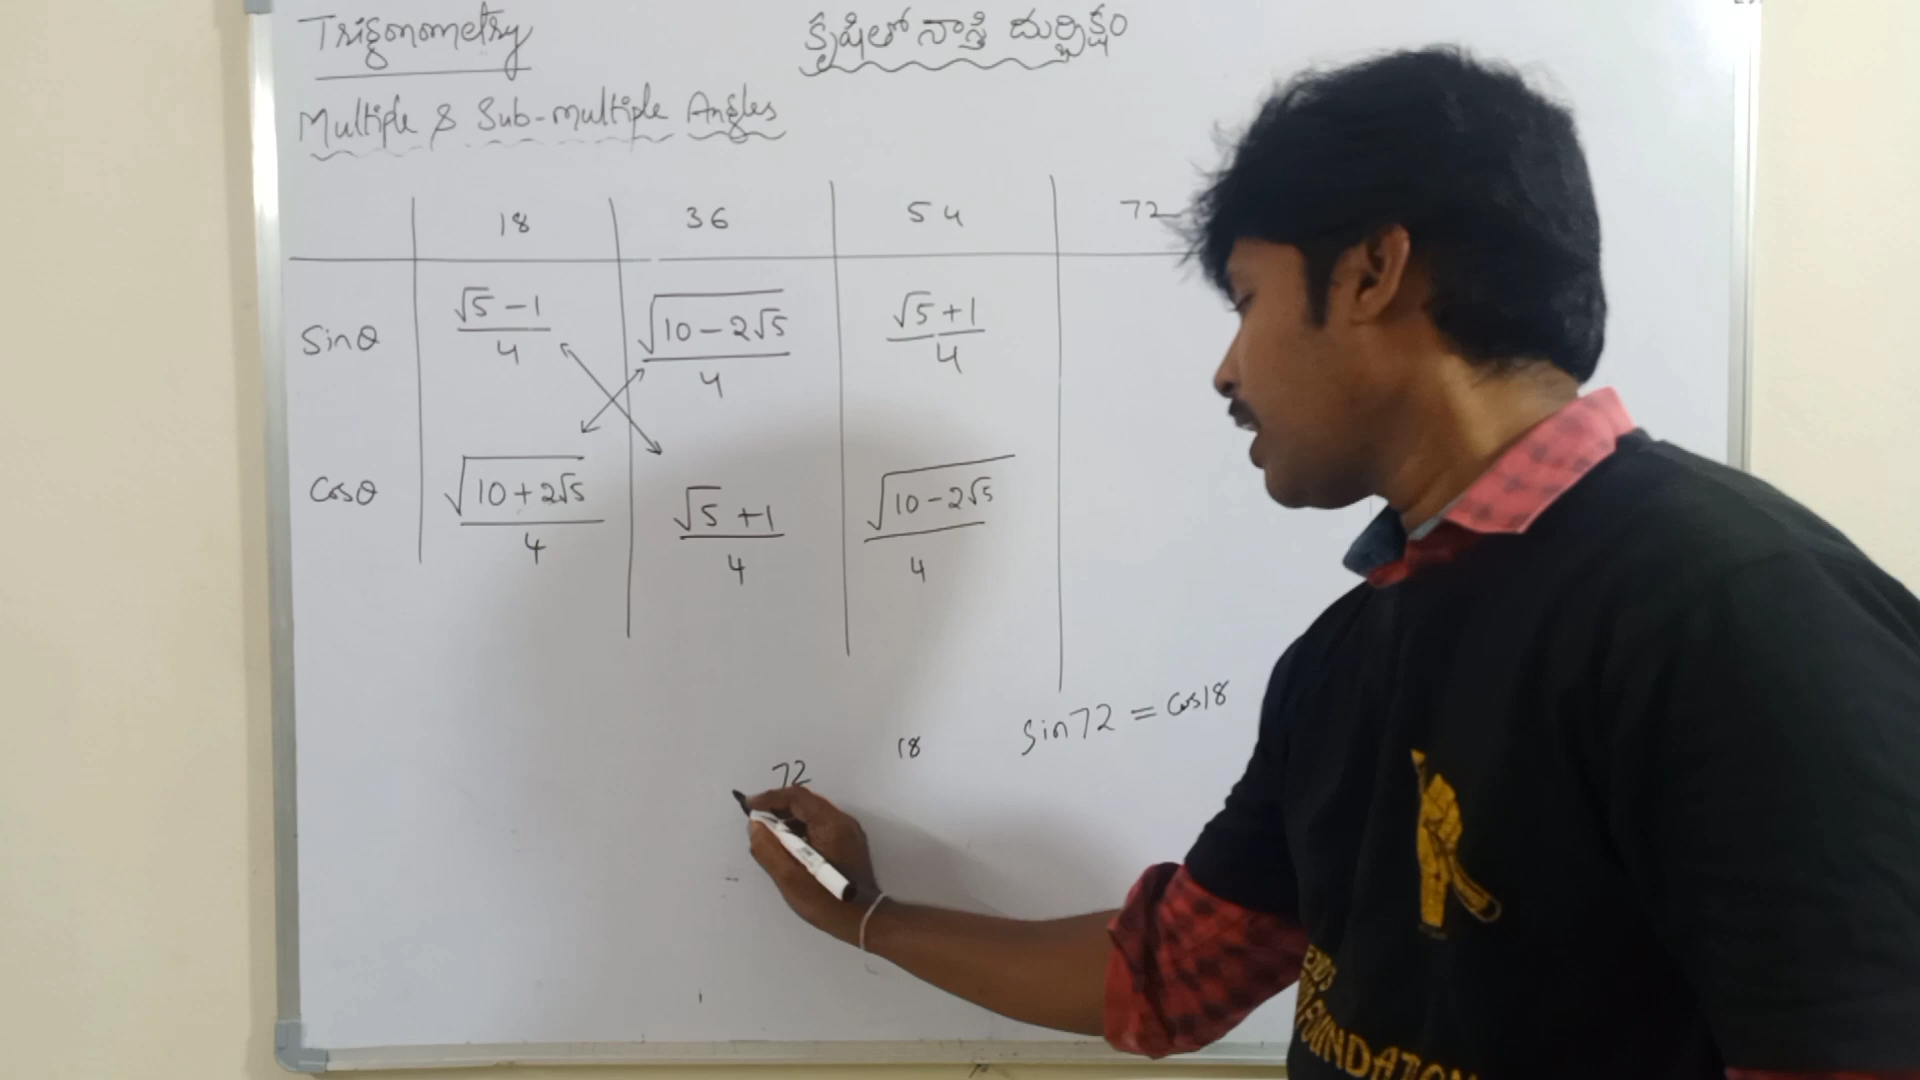 Trigonometry కృషితో నాస్తి దుర్భిక్షం
Multiple & Sub-multiple Angles
18 36 54 72
Sinθ (√5 - 1)/4 √(10 - 2√5)/4 (√5 + 1)/4
Cosθ √(10 + 2√5)/4 (√5 + 1)/4 √(10 - 2√5)/4
72 18 Sin72 = Cos18